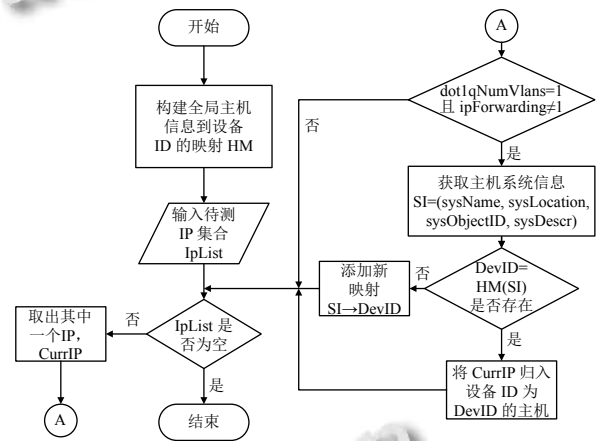 开始
构建全局主机
信息到设备
ID 的映射 HM
输入待测
IP 集合
IpList
IpList 是
否为空
否
是
取出其中
一个IP，
CurrIP
A
结束
A
dot1qNumVlans=1
且 ipForwarding≠1
否
是
获取主机系统信息
SI=(sysName, sysLocation,
sysObjectID, sysDescr)
DevID=
HM(SI)
是否存在
否
添加新
映射
SI→DevID
是
将 CurrIP 归入
设备 ID 为
DevID 的主机